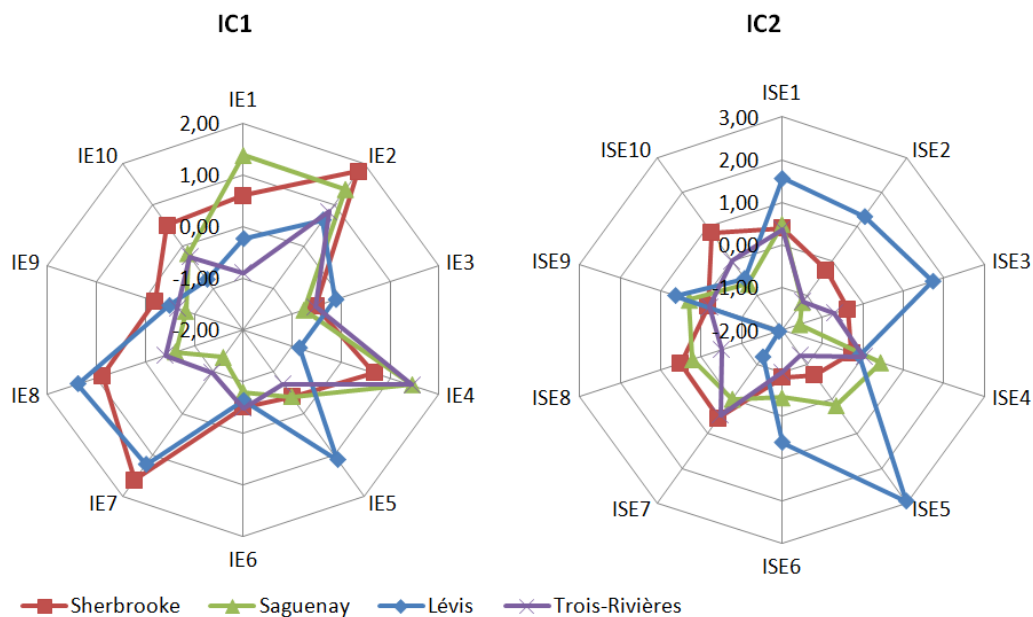 IC1
IE1
2,00
1,00
0,00
-1,00
-2,00
IE2
IE3
IE4
IE5
IE6
IE7
IE8
IE9
IE10
IC2
ISE1
3,00
2,00
1,00
0,00
-1,00
-2,00
ISE2
ISE3
ISE4
ISE5
ISE6
ISE7
ISE8
ISE9
ISE10
Sherbrooke Saguenay Lévis Trois-Rivières